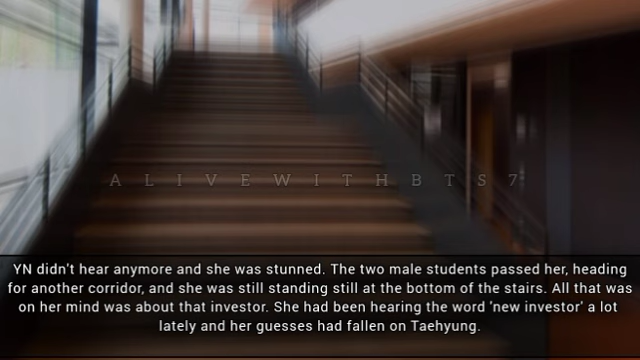 ALIVEWITHBTS7
YN didn't hear anymore and she was stunned. The two male students passed her, heading
for another corridor, and she was still standing still at the bottom of the stairs. All that was
on her mind was about that investor. She had been hearing the word 'new investor' a lot
lately and her guesses had fallen on Taehyung.